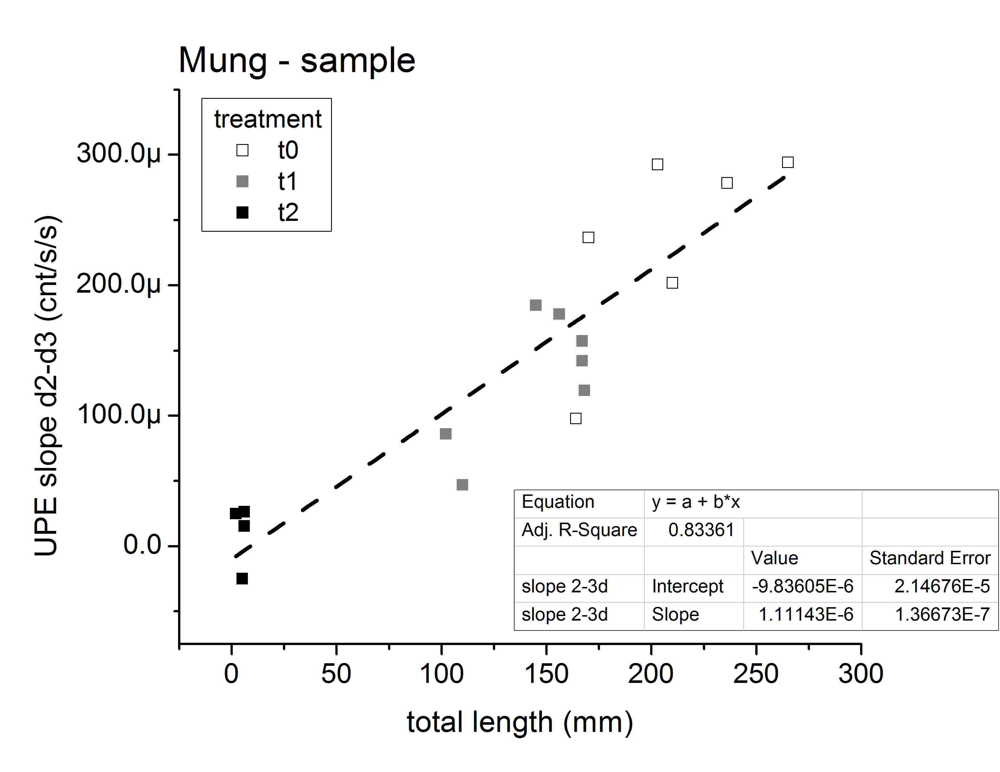 Mung - sample
treatment
t0
t1
t2
300.0µ
200.0µ
100.0µ
0.0
UPE slope d2-d3 (cnt/s/s)
Equation y = a + b*x
Adj. R-Square 0.83361
Value Standard Error
slope 2-3d Intercept -9.83605E-6 2.14676E-5
slope 2-3d Slope 1.11143E-6 1.36673E-7
0 50 100 150 200 250 300
total length (mm)